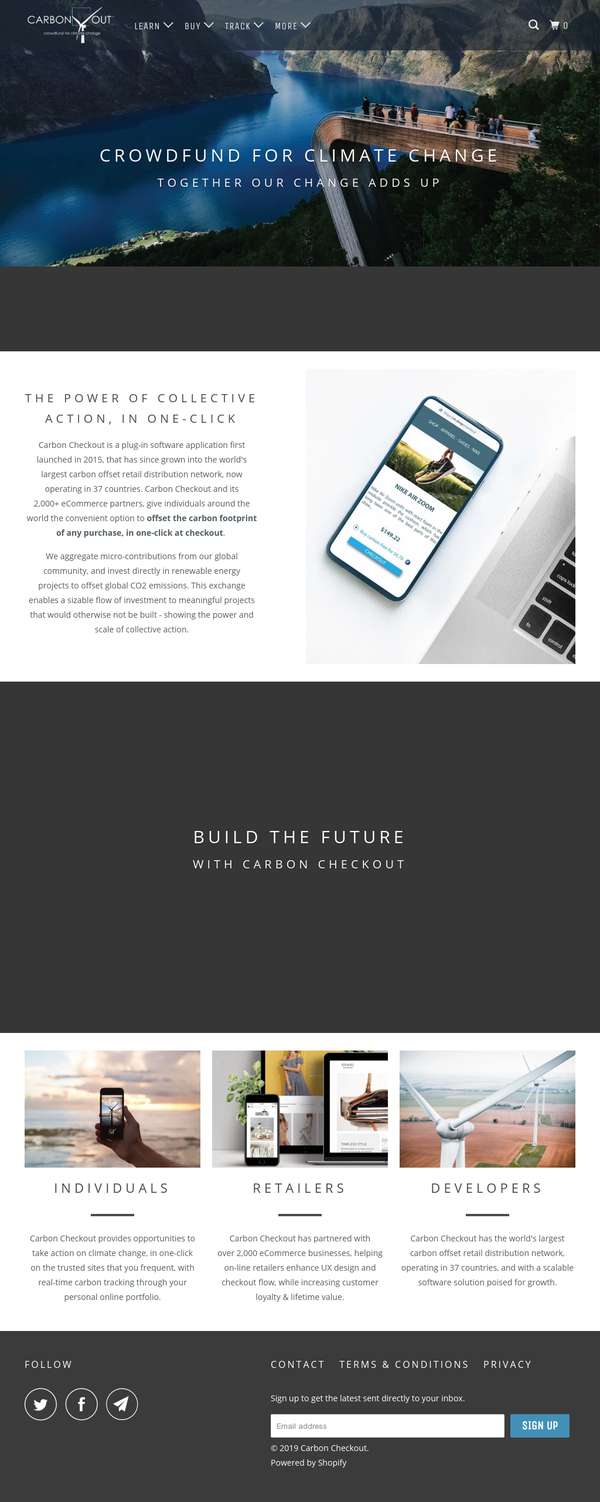 CARBON OUT
crowdfund for climate change
LEARN BUY TRACK MORE 0
CROWDFUND FOR CLIMATE CHANGE
TOGETHER OUR CHANGE ADDS UP
THE POWER OF COLLECTIVE
ACTION, IN ONE-CLICK
Carbon Checkout is a plug-in software application first
launched in 2015, that has since grown into the world's
largest carbon offset retail distribution network, now
operating in 37 countries. Carbon Checkout and its
2,000+ eCommerce partners, give individuals around the
world the convenient option to offset the carbon footprint
of any purchase, in one-click at checkout.
We aggregate micro-contributions from our global
community, and invest directly in renewable energy
projects to offset global CO2 emissions. This exchange
enables a sizable flow of investment to meaningful projects
that would otherwise not be built - showing the power and
scale of collective action.
SHOP APPAREL SHOES NIKE
NIKE AIR ZOOM
$149.22
CHECKOUT
caps lock
shift
fn
control
BUILD THE FUTURE
WITH CARBON CHECKOUT
INDIVIDUALS
Carbon Checkout provides opportunities to
take action on climate change, in one-click
on the trusted sites that you frequent, with
real-time carbon tracking through your
personal online portfolio.
RETAILERS
Carbon Checkout has partnered with
over 2,000 eCommerce businesses, helping
on-line retailers enhance UX design and
checkout flow, while increasing customer
loyalty & lifetime value.
DEVELOPERS
Carbon Checkout has the world's largest
carbon offset retail distribution network,
operating in 37 countries, and with a scalable
software solution poised for growth.
FOLLOW
CONTACT TERMS & CONDITIONS PRIVACY
Sign up to get the latest sent directly to your inbox.
Email address SIGN UP
© 2019 Carbon Checkout.
Powered by Shopify